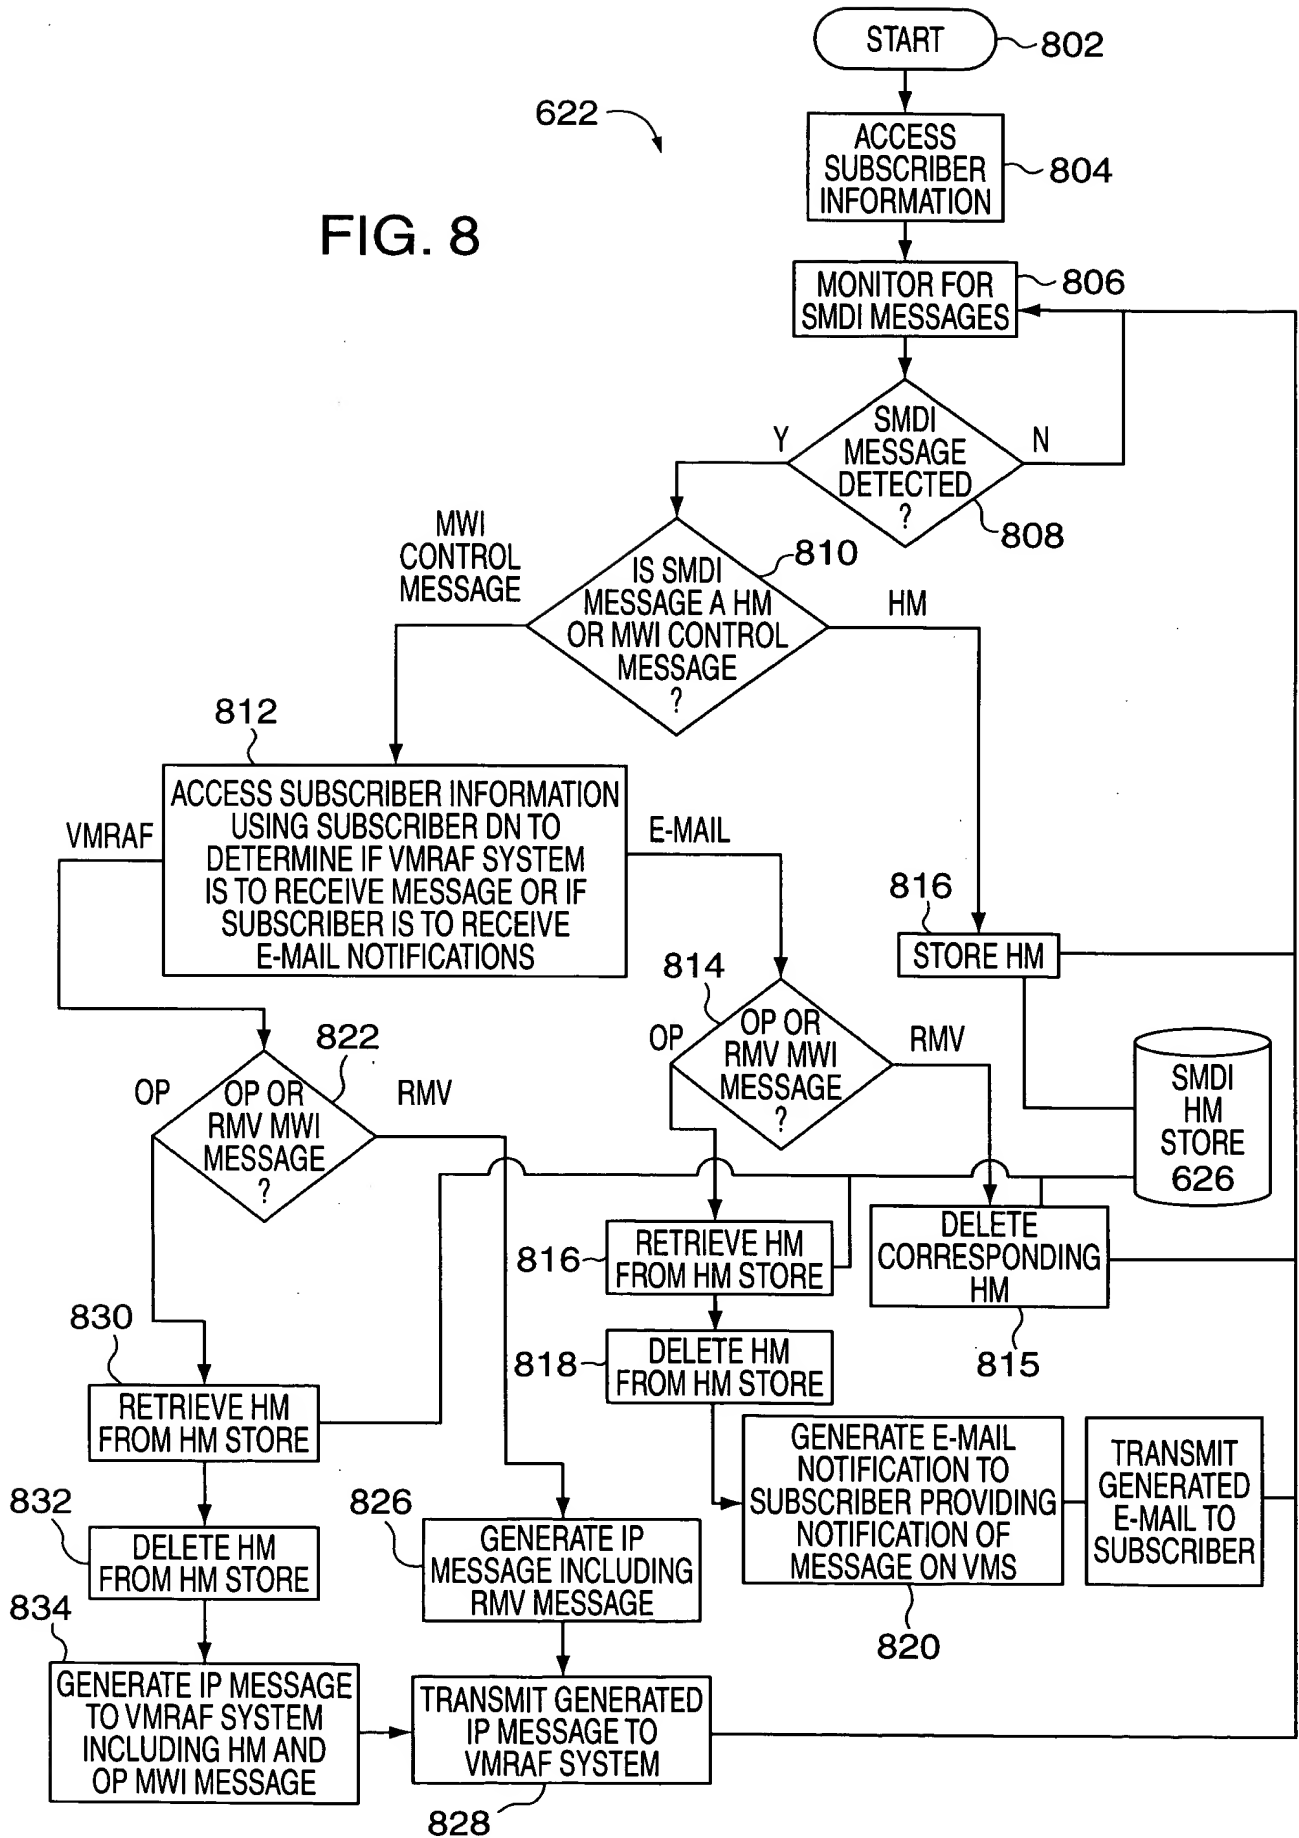 START
802
622
ACCESS
SUBSCRIBER
INFORMATION
804
FIG. 8
MONITOR FOR
SMDI MESSAGES
806
SMDI
MESSAGE
DETECTED
?
Y
N
808
MWI
CONTROL
MESSAGE
IS SMDI
MESSAGE A HM
OR MWI CONTROL
MESSAGE
?
810
HM
812
ACCESS SUBSCRIBER INFORMATION
USING SUBSCRIBER DN TO
DETERMINE IF VMRAF SYSTEM
IS TO RECEIVE MESSAGE OR IF
SUBSCRIBER IS TO RECEIVE
E-MAIL NOTIFICATIONS
VMRAF
E-MAIL
816
STORE HM
814
OP
OP OR
RMV MWI
MESSAGE
?
RMV
822
OP
OP OR
RMV MWI
MESSAGE
?
RMV
SMDI
HM
STORE
626
816
RETRIEVE HM
FROM HM STORE
DELETE
CORRESPONDING
HM
815
818
DELETE HM
FROM HM STORE
830
RETRIEVE HM
FROM HM STORE
832
DELETE HM
FROM HM STORE
826
GENERATE IP
MESSAGE INCLUDING
RMV MESSAGE
GENERATE E-MAIL
NOTIFICATION TO
SUBSCRIBER PROVIDING
NOTIFICATION OF
MESSAGE ON VMS
820
TRANSMIT
GENERATED
E-MAIL TO
SUBSCRIBER
834
GENERATE IP MESSAGE
TO VMRAF SYSTEM
INCLUDING HM AND
OP MWI MESSAGE
TRANSMIT GENERATED
IP MESSAGE TO
VMRAF SYSTEM
828